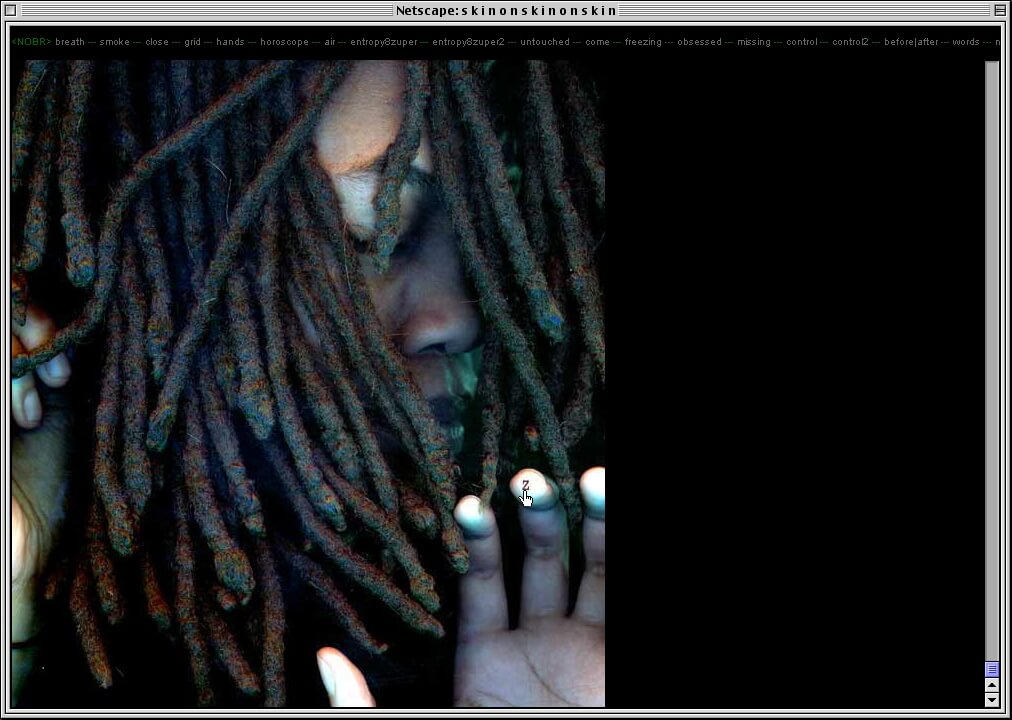 Netscape: s k i n o n s k i n o n s k i n
<NOBR> breath --- smoke --- close --- grid --- hands --- horoscope --- air --- entropy8zuper --- entropy8zuper2 --- untouched --- come --- freezing --- obsessed --- missing --- control --- control2 --- before|after --- words --- n
z